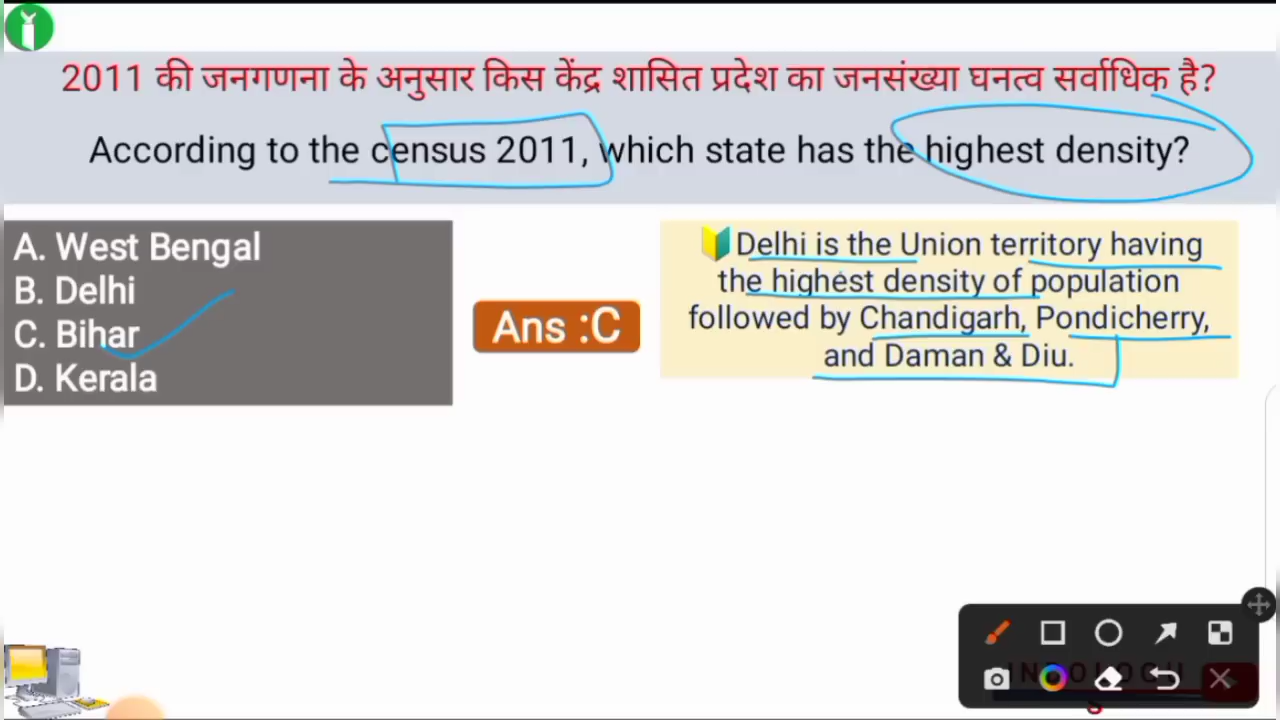 2011 की जनगणना के अनुसार किस केंद्र शासित प्रदेश का जनसंख्या घनत्व सर्वाधिक है?
According to the census 2011, which state has the highest density?
A. West Bengal
B. Delhi
C. Bihar
D. Kerala
Ans :C
Delhi is the Union territory having
the highest density of population
followed by Chandigarh, Pondicherry,
and Daman & Diu.